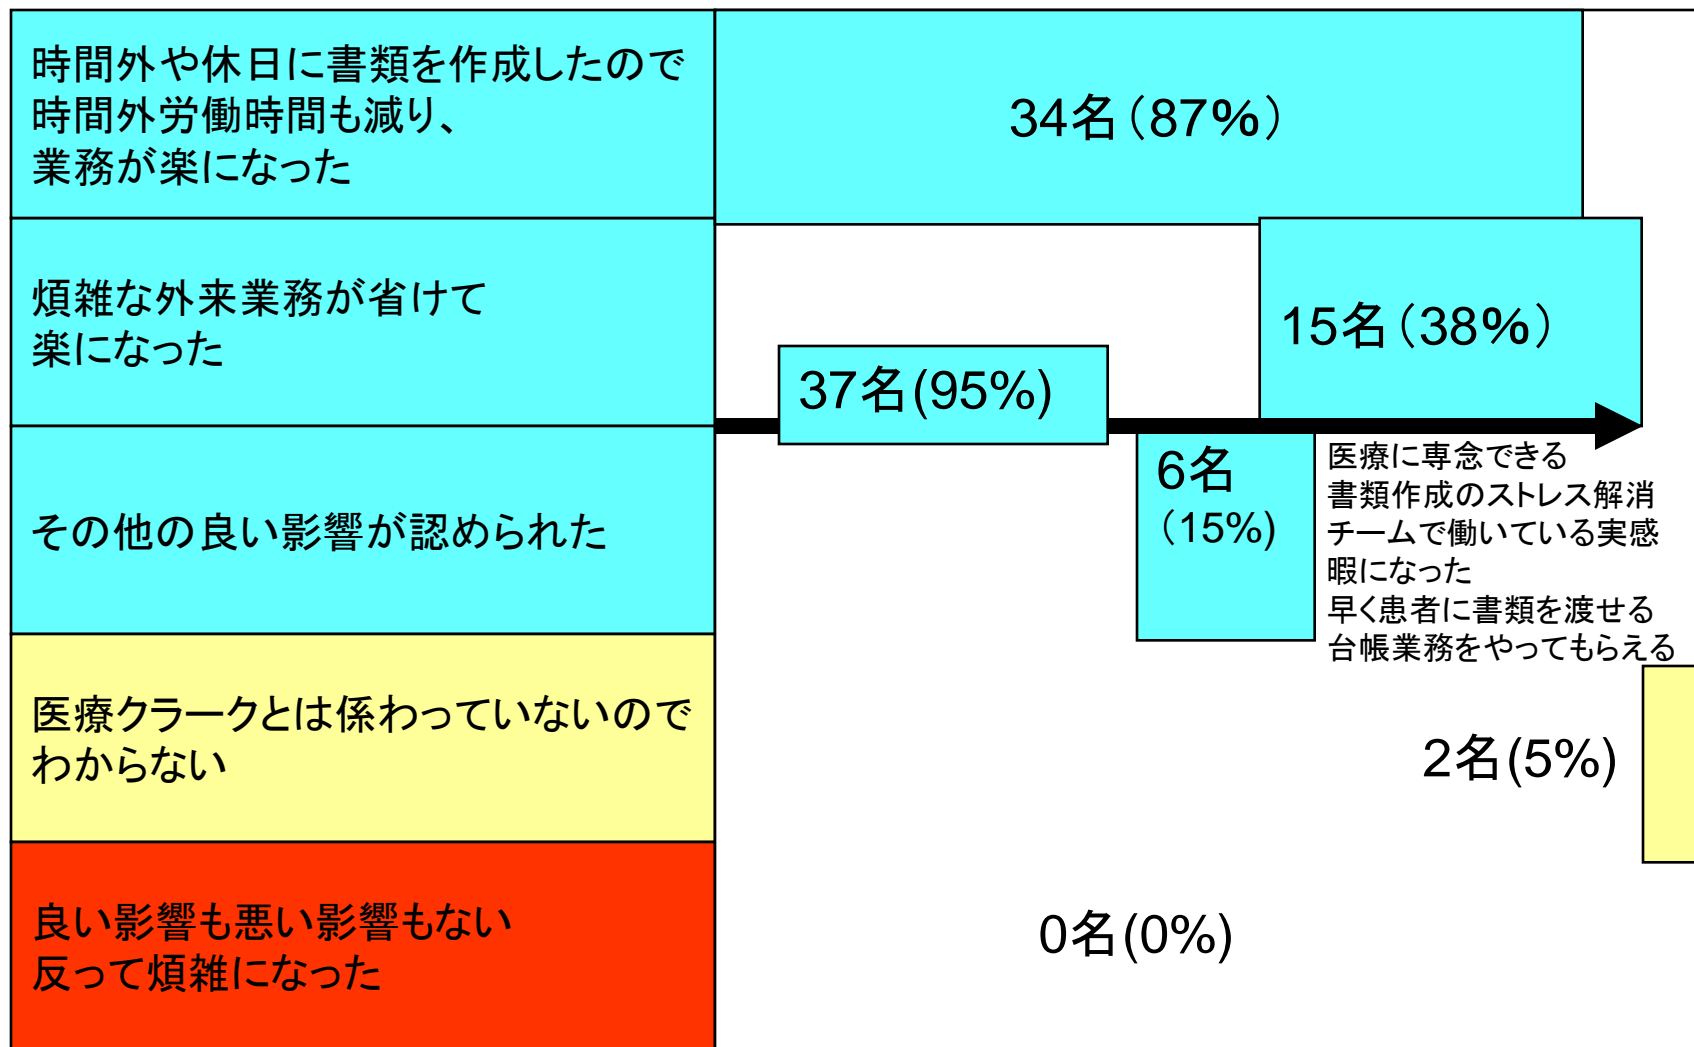 時間外や休日に書類を作成したので
時間外労働時間も減り、
業務が楽になった
34名（87%）
煩雑な外来業務が省けて
楽になった
15名（38%）
37名(95%)
その他の良い影響が認められた
6名
（15%)
医療に専念できる
書類作成のストレス解消
チームで働いている実感
暇になった
早く患者に書類を渡せる
台帳業務をやってもらえる
医療クラークとは係わっていないので
わからない
2名(5%)
良い影響も悪い影響もない
反って煩雑になった
0名(0%)